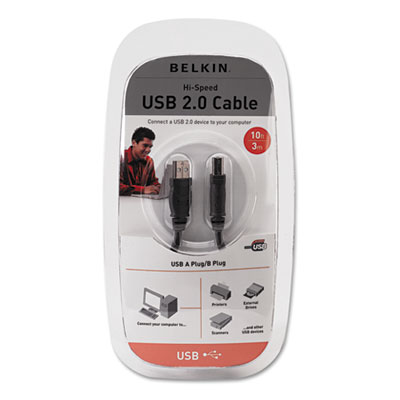 BELKIN
Hi-Speed
USB 2.0 Cable
Connect a USB 2.0 device to your computer
10ft
3m
USB
USB A Plug/B Plug
Connect your computer to...
Printers
External
Drives
Scanners
...and other
USB devices
USB